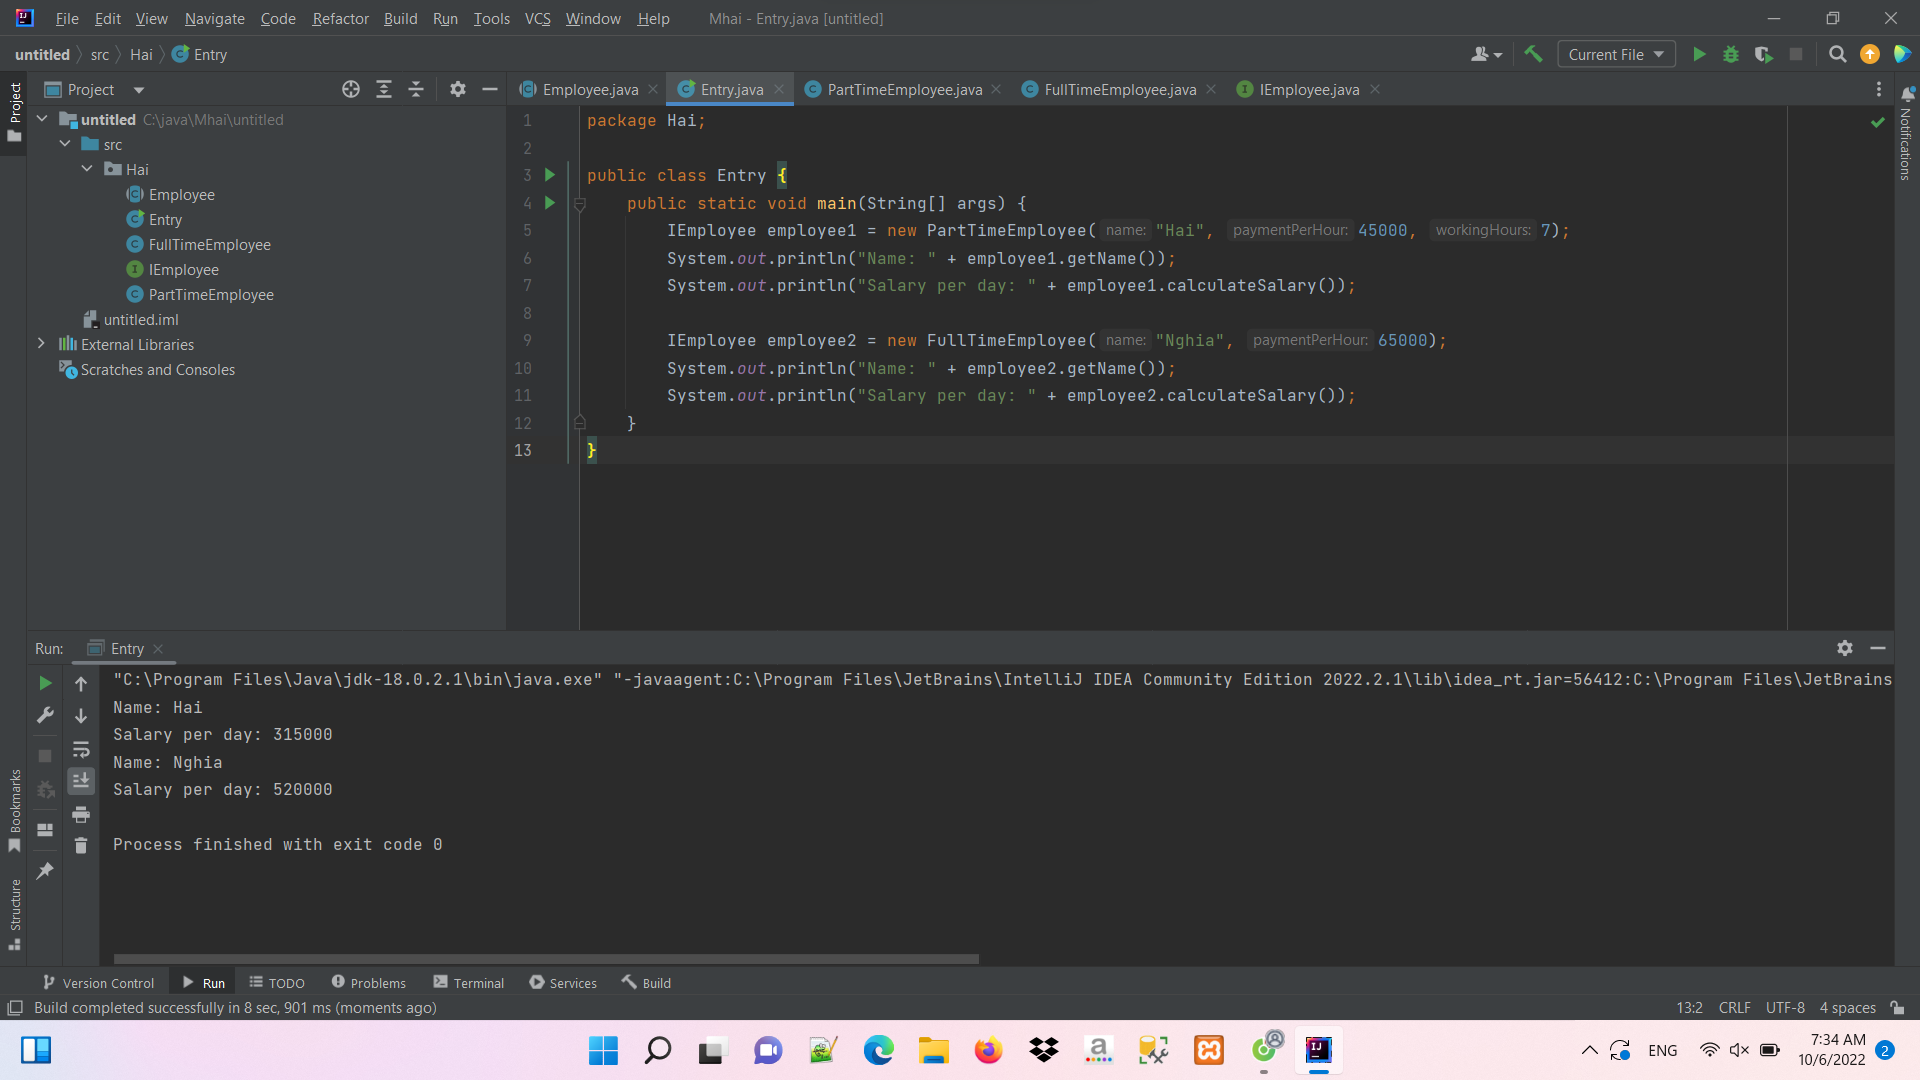 File Edit View Navigate Code Refactor Build Run Tools VCS Window Help Mhai - Entry.java [untitled]
untitled src Hai Entry Current File
Project
Project
untitled C:\java\Mhai\untitled
src
Hai
Employee
Entry
FullTimeEmployee
IEmployee
PartTimeEmployee
untitled.iml
External Libraries
Scratches and Consoles
Employee.java Entry.java PartTimeEmployee.java FullTimeEmployee.java IEmployee.java
1 package Hai;
2
3 public class Entry {
4 public static void main(String[] args) {
5 IEmployee employee1 = new PartTimeEmployee( name: "Hai", paymentPerHour: 45000, workingHours: 7);
6 System.out.println("Name: " + employee1.getName());
7 System.out.println("Salary per day: " + employee1.calculateSalary());
8
9 IEmployee employee2 = new FullTimeEmployee( name: "Nghia", paymentPerHour: 65000);
10 System.out.println("Name: " + employee2.getName());
11 System.out.println("Salary per day: " + employee2.calculateSalary());
12 }
13 }
Notifications
Run: Entry
"C:\Program Files\Java\jdk-18.0.2.1\bin\java.exe" "-javaagent:C:\Program Files\JetBrains\IntelliJ IDEA Community Edition 2022.2.1\lib\idea_rt.jar=56412:C:\Program Files\JetBrains
Name: Hai
Salary per day: 315000
Name: Nghia
Salary per day: 520000
Process finished with exit code 0
Bookmarks
Structure
Version Control Run TODO Problems Terminal Services Build
Build completed successfully in 8 sec, 901 ms (moments ago) 13:2 CRLF UTF-8 4 spaces
ENG 7:34 AM
10/6/2022 2